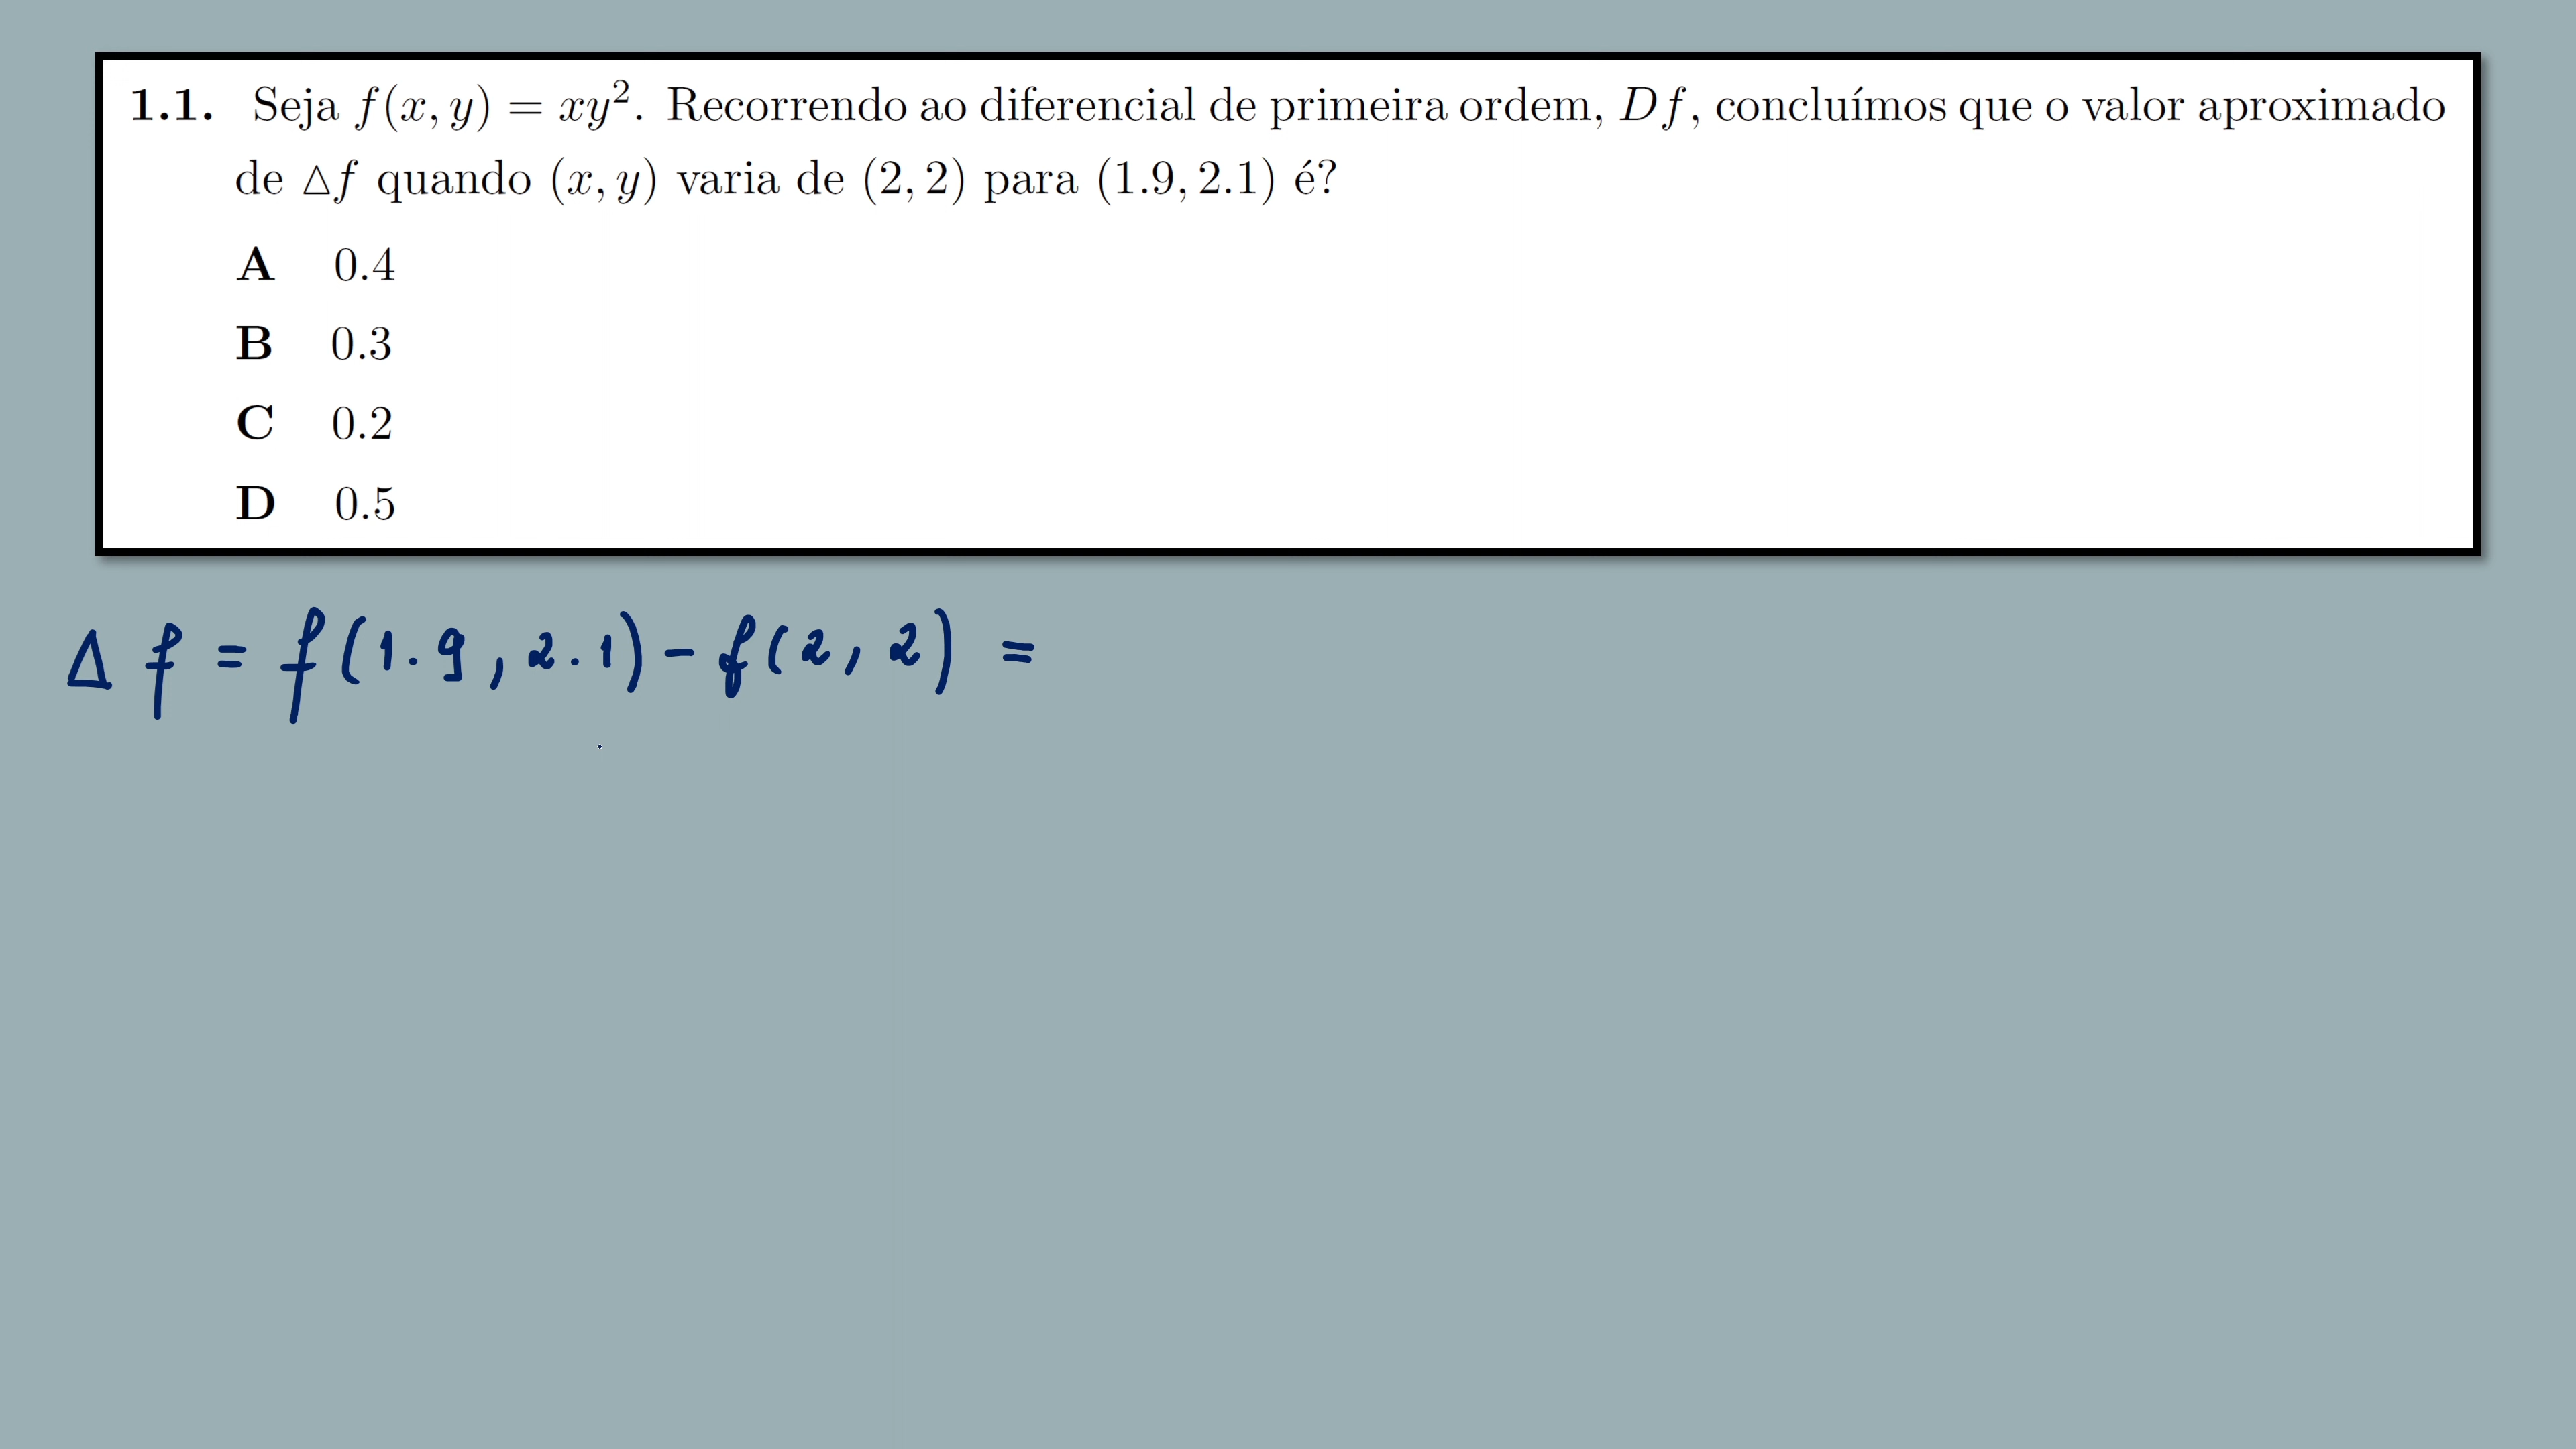 1.1. Seja f(x, y) = xy². Recorrendo ao diferencial de primeira ordem, Df, concluímos que o valor aproximado
de △f quando (x, y) varia de (2, 2) para (1.9, 2.1) é?
A 0.4
B 0.3
C 0.2
D 0.5
Δ f = f(1.9, 2.1) - f(2, 2) =